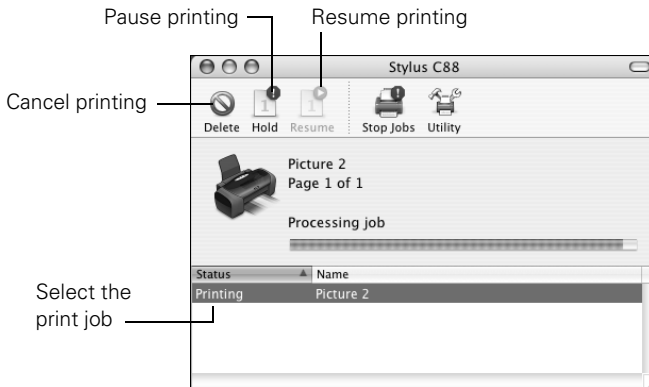 Pause printing
Resume printing
Stylus C88
Cancel printing
Delete Hold Resume Stop Jobs Utility
Picture 2
Page 1 of 1
Processing job
Status Name
Select the
print job
Printing Picture 2